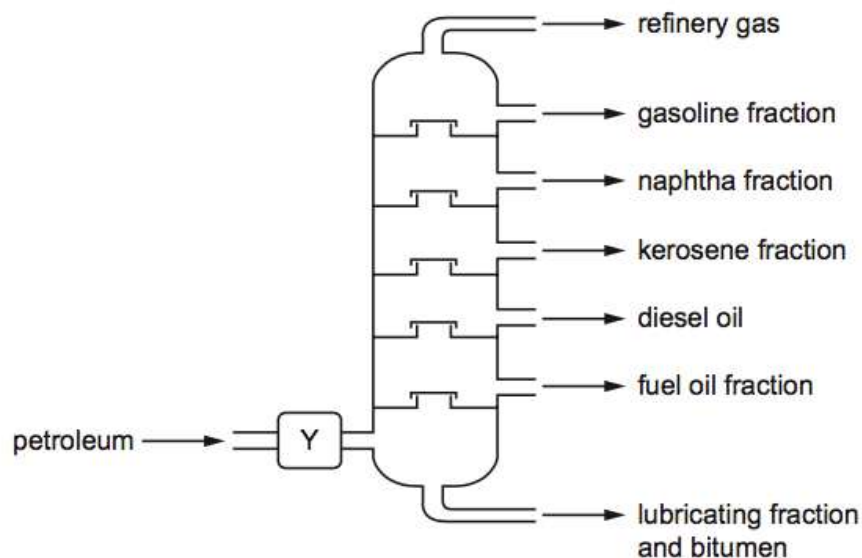 refinery gas
gasoline fraction
naphtha fraction
kerosene fraction
diesel oil
fuel oil fraction
petroleum
Y
lubricating fraction
and bitumen